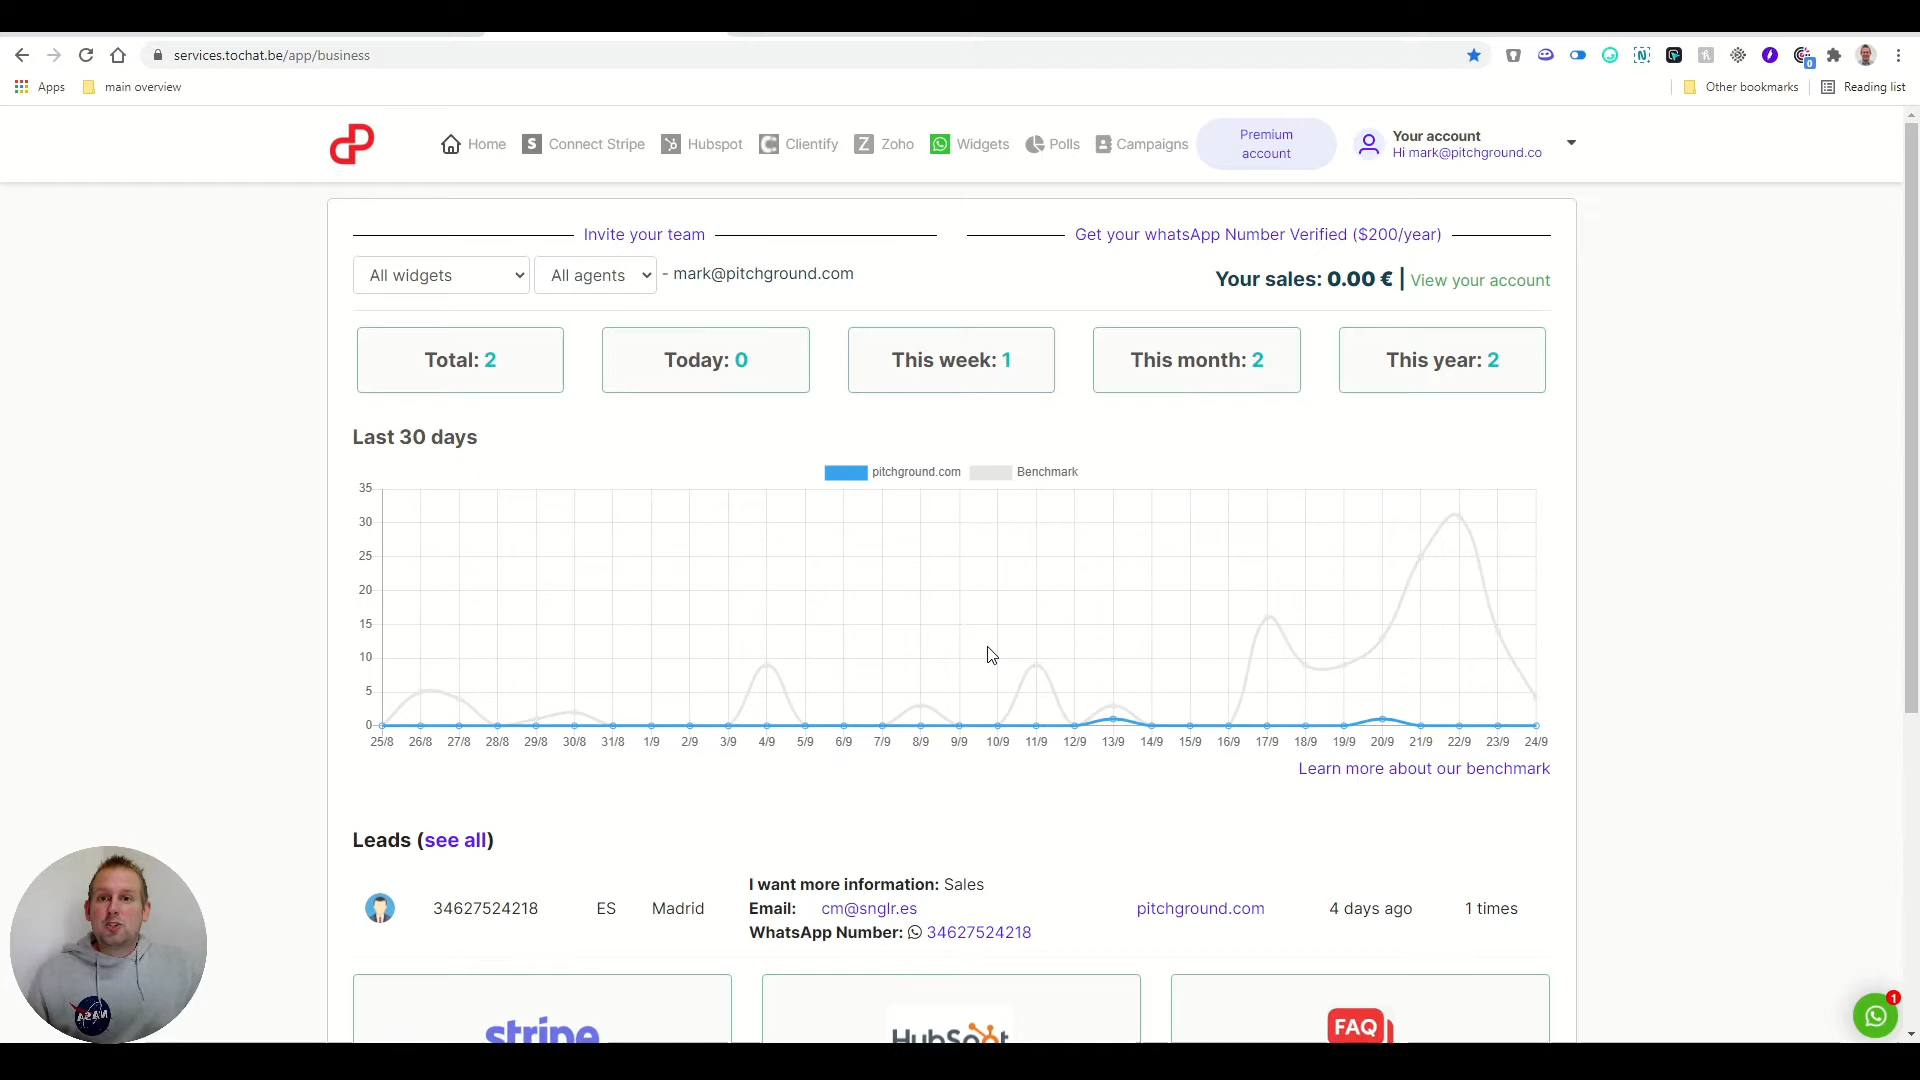 services.tochat.be/app/business
0
Apps
main overview
Other bookmarks
Reading list
Home
S
Connect Stripe
Hubspot
Clientify
Z
Zoho
Widgets
Polls
Campaigns
Premium
account
Your account
Hi mark@pitchground.co
Invite your team
Get your whatsApp Number Verified ($200/year)
All widgets
All agents
- mark@pitchground.com
Your sales: 0.00 € | View your account
Total: 2
Today: 0
This week: 1
This month: 2
This year: 2
Last 30 days
pitchground.com
Benchmark
35
30
25
20
15
10
5
0
25/8 26/8 27/8 28/8 29/8 30/8 31/8 1/9 2/9 3/9 4/9 5/9 6/9 7/9 8/9 9/9 10/9 11/9 12/9 13/9 14/9 15/9 16/9 17/9 18/9 19/9 20/9 21/9 22/9 23/9 24/9
Learn more about our benchmark
Leads (see all)
34627524218
ES
Madrid
I want more information: Sales
Email: cm@snglr.es
WhatsApp Number: 34627524218
pitchground.com
4 days ago
1 times
stripe
HubSpot
FAQ
1